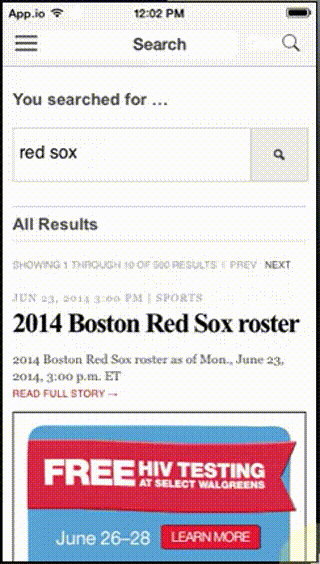 App.io 12:02 PM
Search
You searched for ...
red sox
All Results
SHOWING 1 THROUGH 10 OF 500 RESULTS | PREV NEXT
JUN 23, 2014 3:00 PM | SPORTS
2014 Boston Red Sox roster
2014 Boston Red Sox roster as of Mon., June 23,
2014, 3:00 p.m. ET
READ FULL STORY →
FREE HIV TESTING
AT SELECT WALGREENS
June 26–28 LEARN MORE